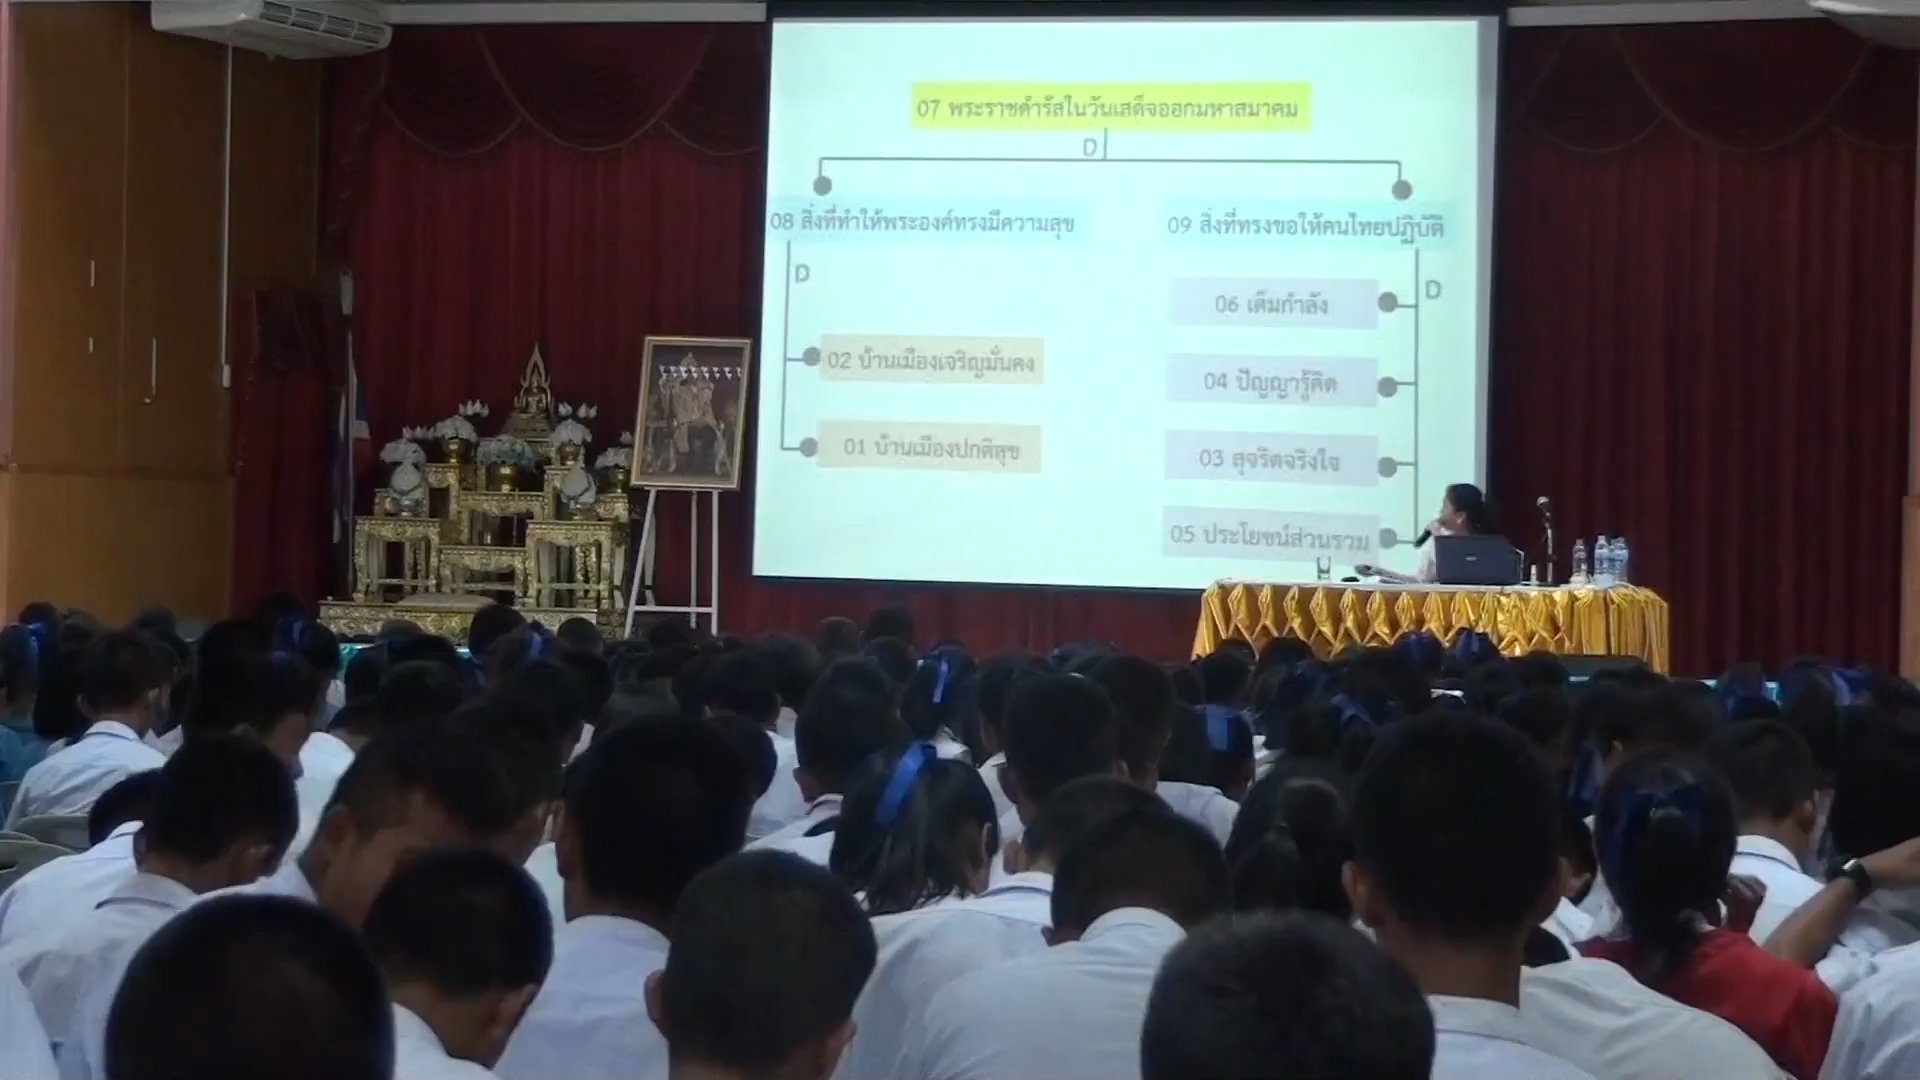 07 พระราชดำรัสในวันเสด็จออกมหาสมาคม
D
08 สิ่งที่ทำให้พระองค์ทรงมีความสุข
09 สิ่งที่ทรงขอให้คนไทยปฏิบัติ
D
D
06 เต็มกำลัง
02 บ้านเมืองเจริญมั่นคง
04 ปัญญารู้คิด
01 บ้านเมืองปกติสุข
03 สุจริตจริงใจ
05 ประโยชน์ส่วนรวม